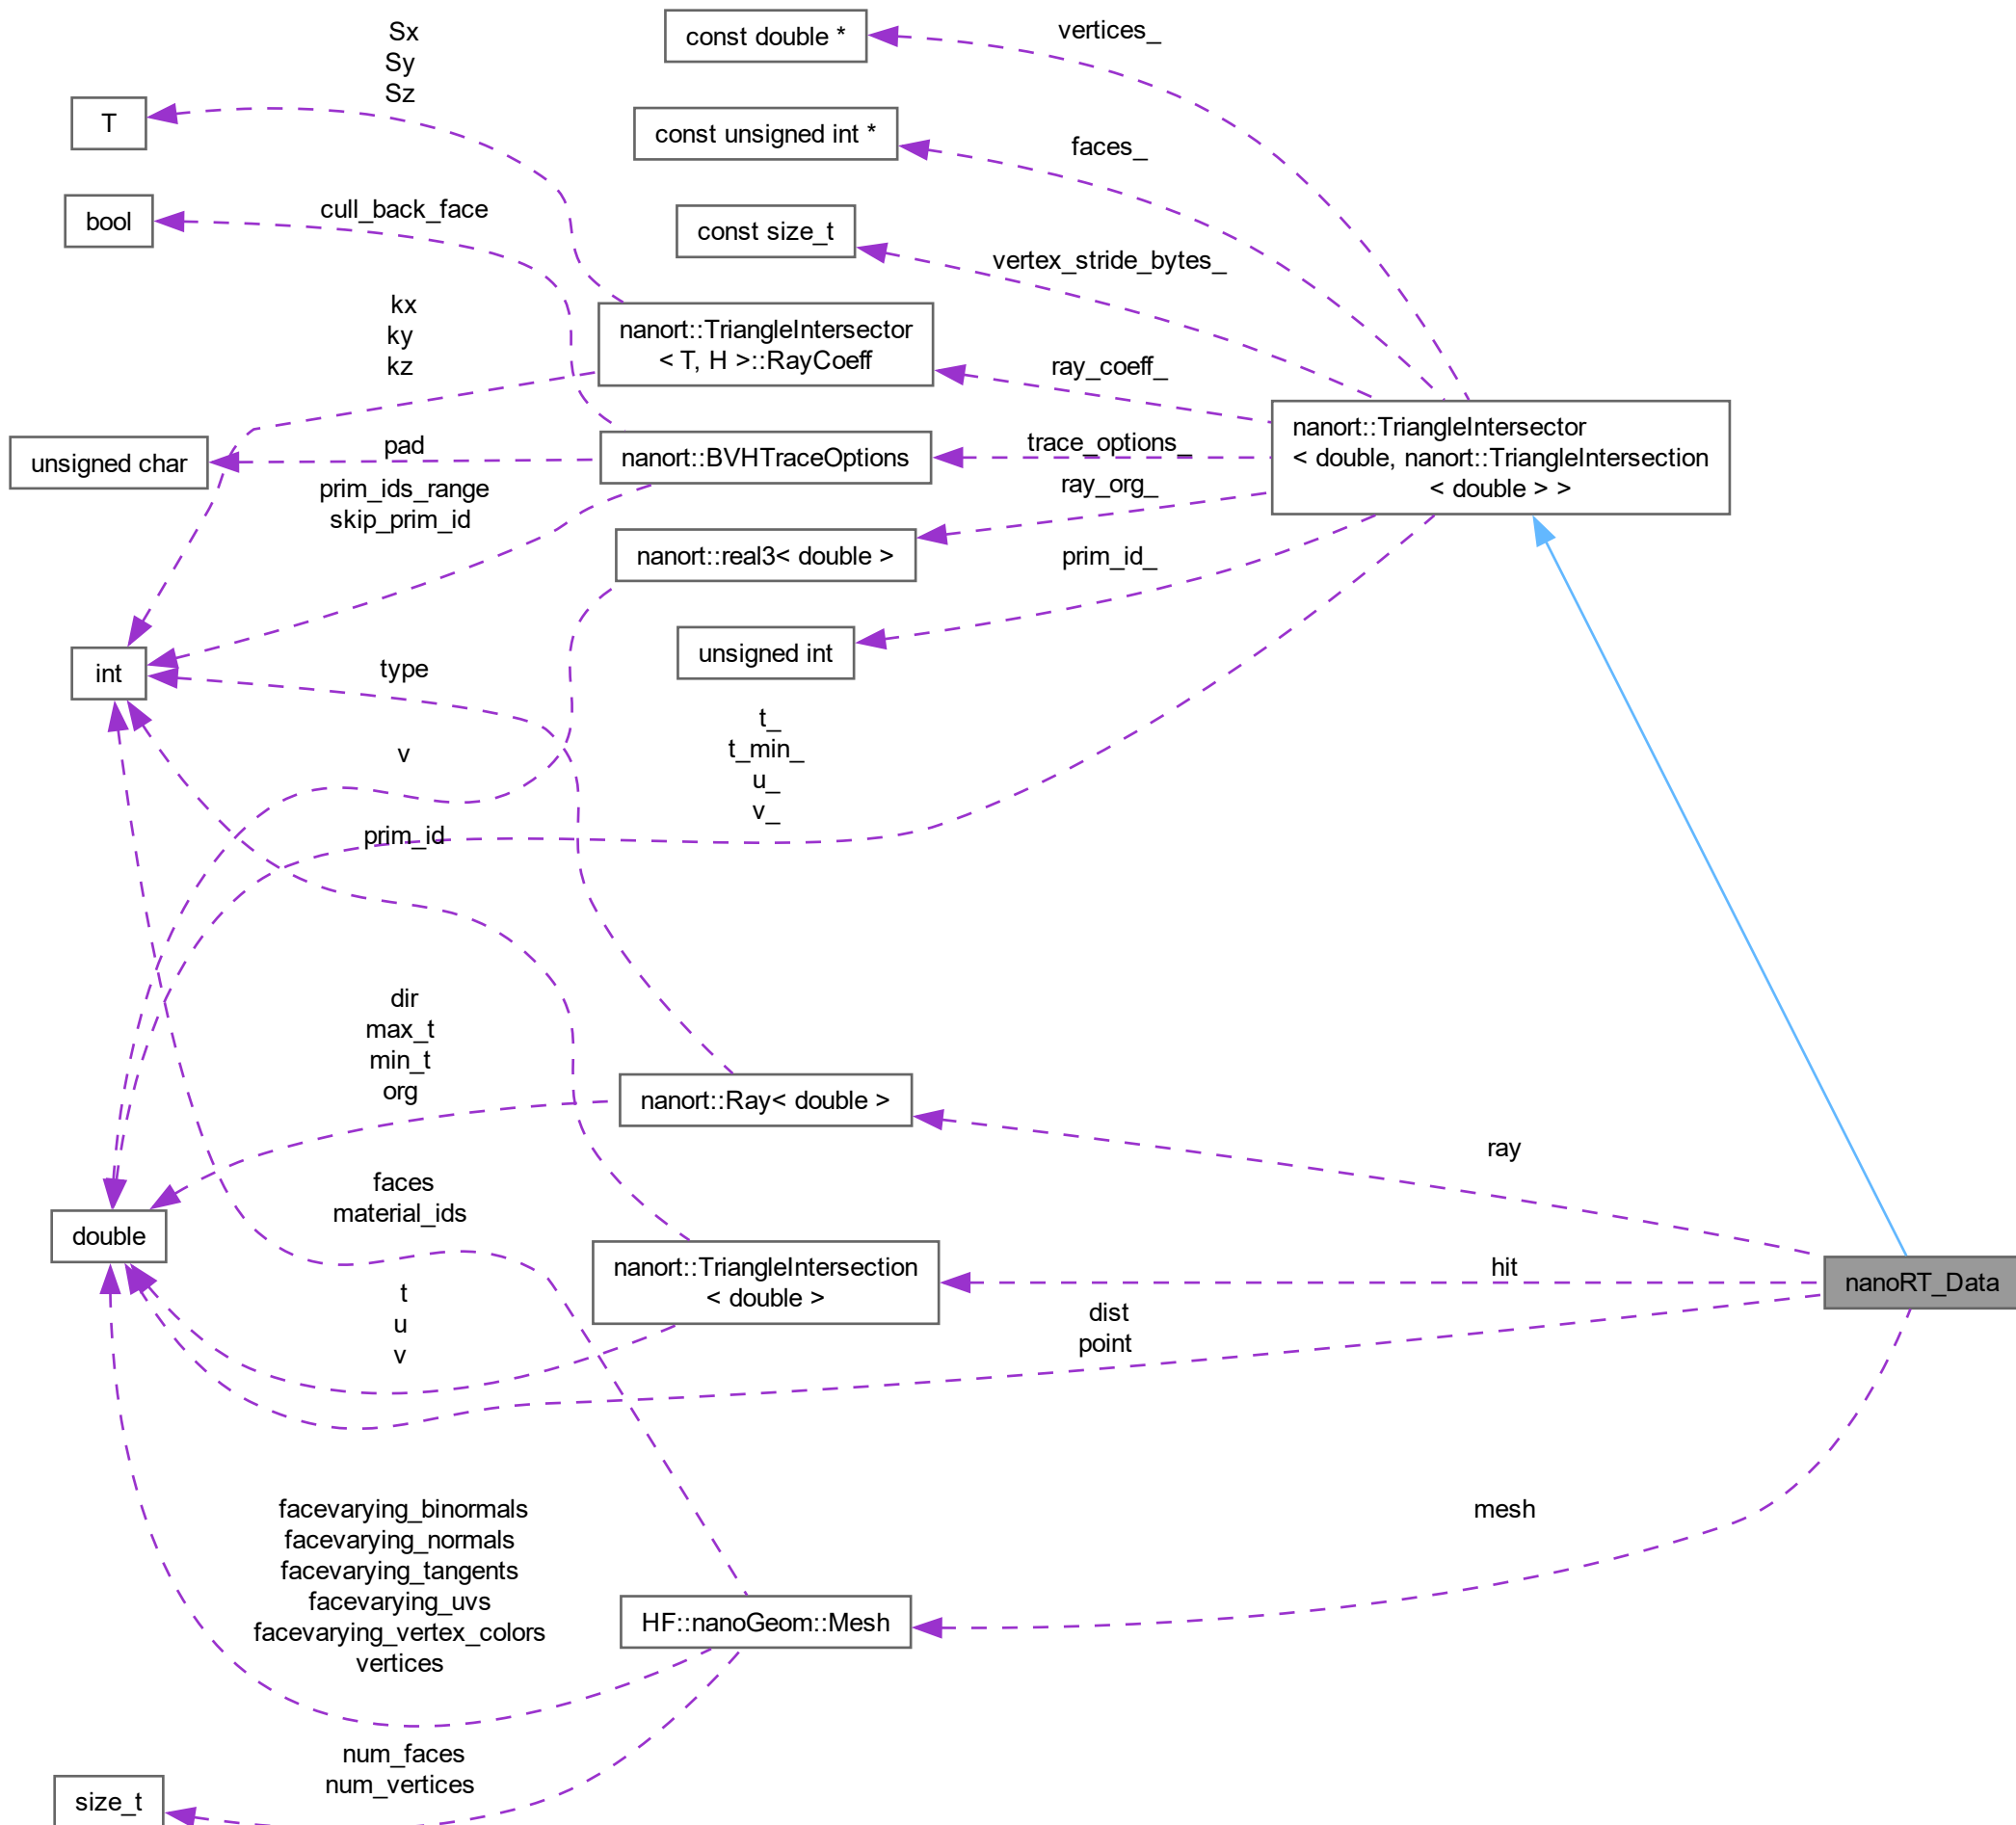 Sx
Sy
Sz
const double *
vertices_
T
const unsigned int *
faces_
bool
cull_back_face
const size_t
vertex_stride_bytes_
kx
ky
kz
nanort::TriangleIntersector
< T, H >::RayCoeff
ray_coeff_
unsigned char
pad
nanort::BVHTraceOptions
trace_options_
nanort::TriangleIntersector
< double, nanort::TriangleIntersection
< double > >
prim_ids_range
skip_prim_id
ray_org_
nanort::real3< double >
prim_id_
int
type
unsigned int
v
t_
t_min_
u_
v_
prim_id
dir
max_t
min_t
org
nanort::Ray< double >
ray
faces
material_ids
double
nanort::TriangleIntersection
< double >
hit
nanoRT_Data
t
u
v
dist
point
facevarying_binormals
facevarying_normals
facevarying_tangents
facevarying_uvs
facevarying_vertex_colors
vertices
HF::nanoGeom::Mesh
mesh
num_faces
num_vertices
size_t